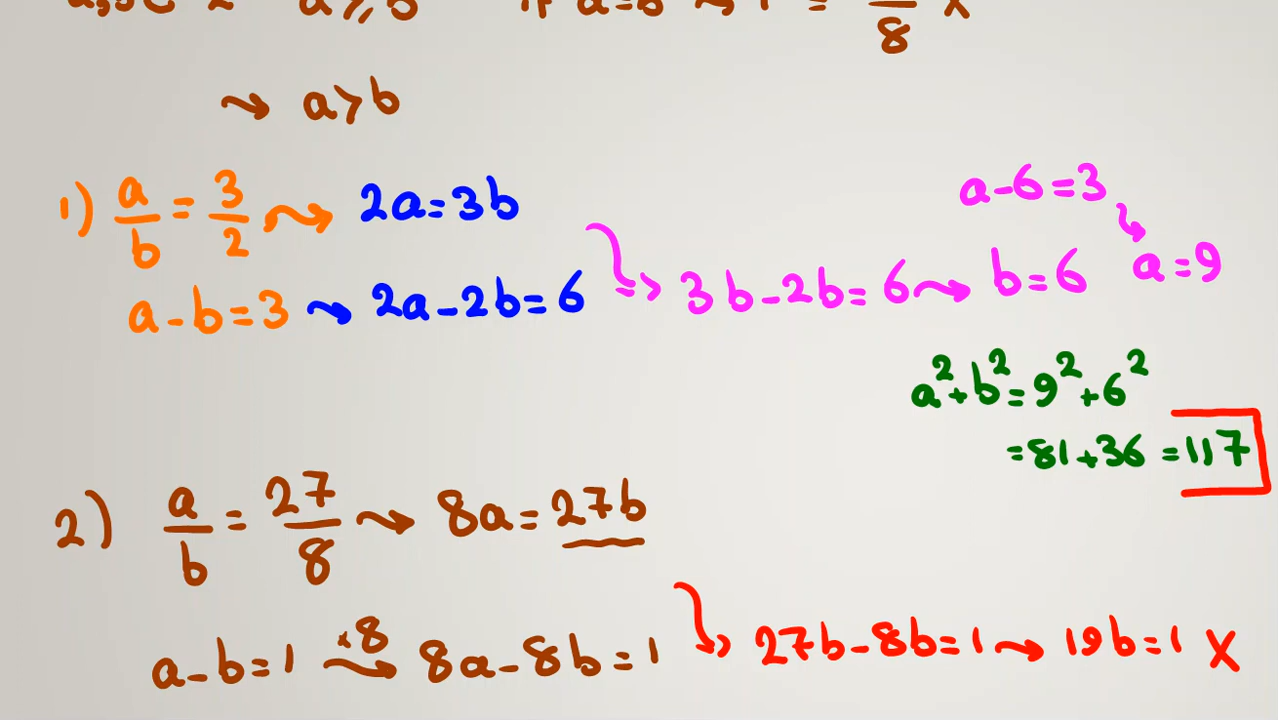 a ≥ b if a=b
8 x
⇝ a>b
1) a/b = 3/2 ⇝ 2a=3b
a-b=3 ⇝ 2a-2b=6
⇝ 3b-2b=6 ⇝ b=6
a-6=3
⇝ a=9
a²+b²=9²+6²
=81+36=117
2) a/b = 27/8 ⇝ 8a=27b
a-b=1 ×8 ⇝ 8a-8b=1
⇝ 27b-8b=1 ⇝ 19b=1 X